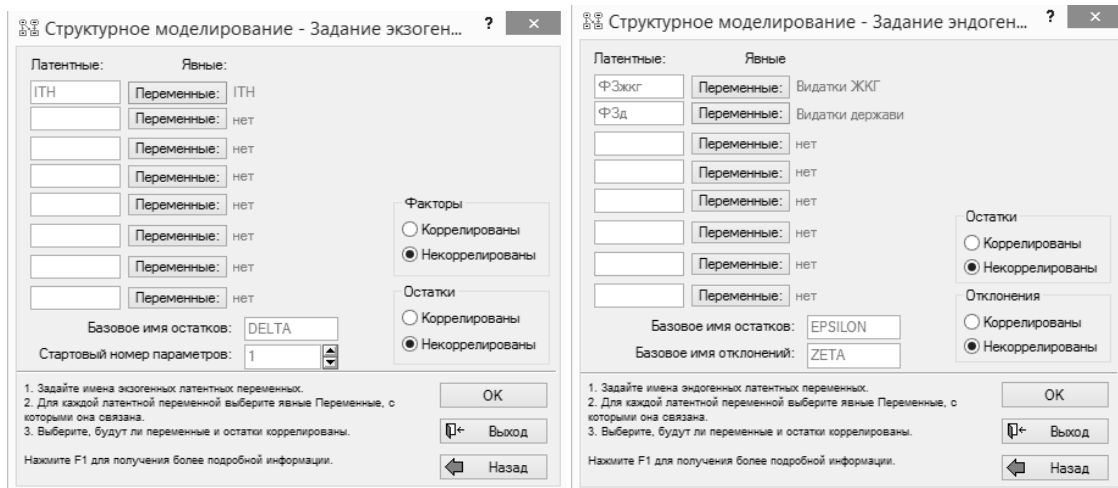 Структурное моделирование - Задание экзоген... ? ×
Латентные: Явные:
ІТН Переменные: ІТН
Переменные: нет
Переменные: нет
Переменные: нет
Переменные: нет
Переменные: нет
Переменные: нет
Переменные: нет
Факторы
Коррелированы
Некоррелированы
Остатки
Коррелированы
Некоррелированы
Базовое имя остатков: DELTA
Стартовый номер параметров: 1
1. Задайте имена экзогенных латентных переменных.
2. Для каждой латентной переменной выберите явные Переменные, с
которыми она связана.
3. Выберите, будут ли переменные и остатки коррелированы.
Нажмите F1 для получения более подробной информации.
OK
Выход
Назад
Структурное моделирование - Задание эндоген... ? ×
Латентные: Явные
ФЗжкг Переменные: Видатки ЖКГ
ФЗд Переменные: Видатки держави
Переменные: нет
Переменные: нет
Переменные: нет
Переменные: нет
Переменные: нет
Переменные: нет
Остатки
Коррелированы
Некоррелированы
Отклонения
Коррелированы
Некоррелированы
Базовое имя остатков: EPSILON
Базовое имя отклонений: ZETA
1. Задайте имена эндогенных латентных переменных.
2. Для каждой латентной переменной выберите явные Переменные, с
которыми она связана.
3. Выберите, будут ли переменные и остатки коррелированы.
Нажмите F1 для получения более подробной информации.
OK
Выход
Назад